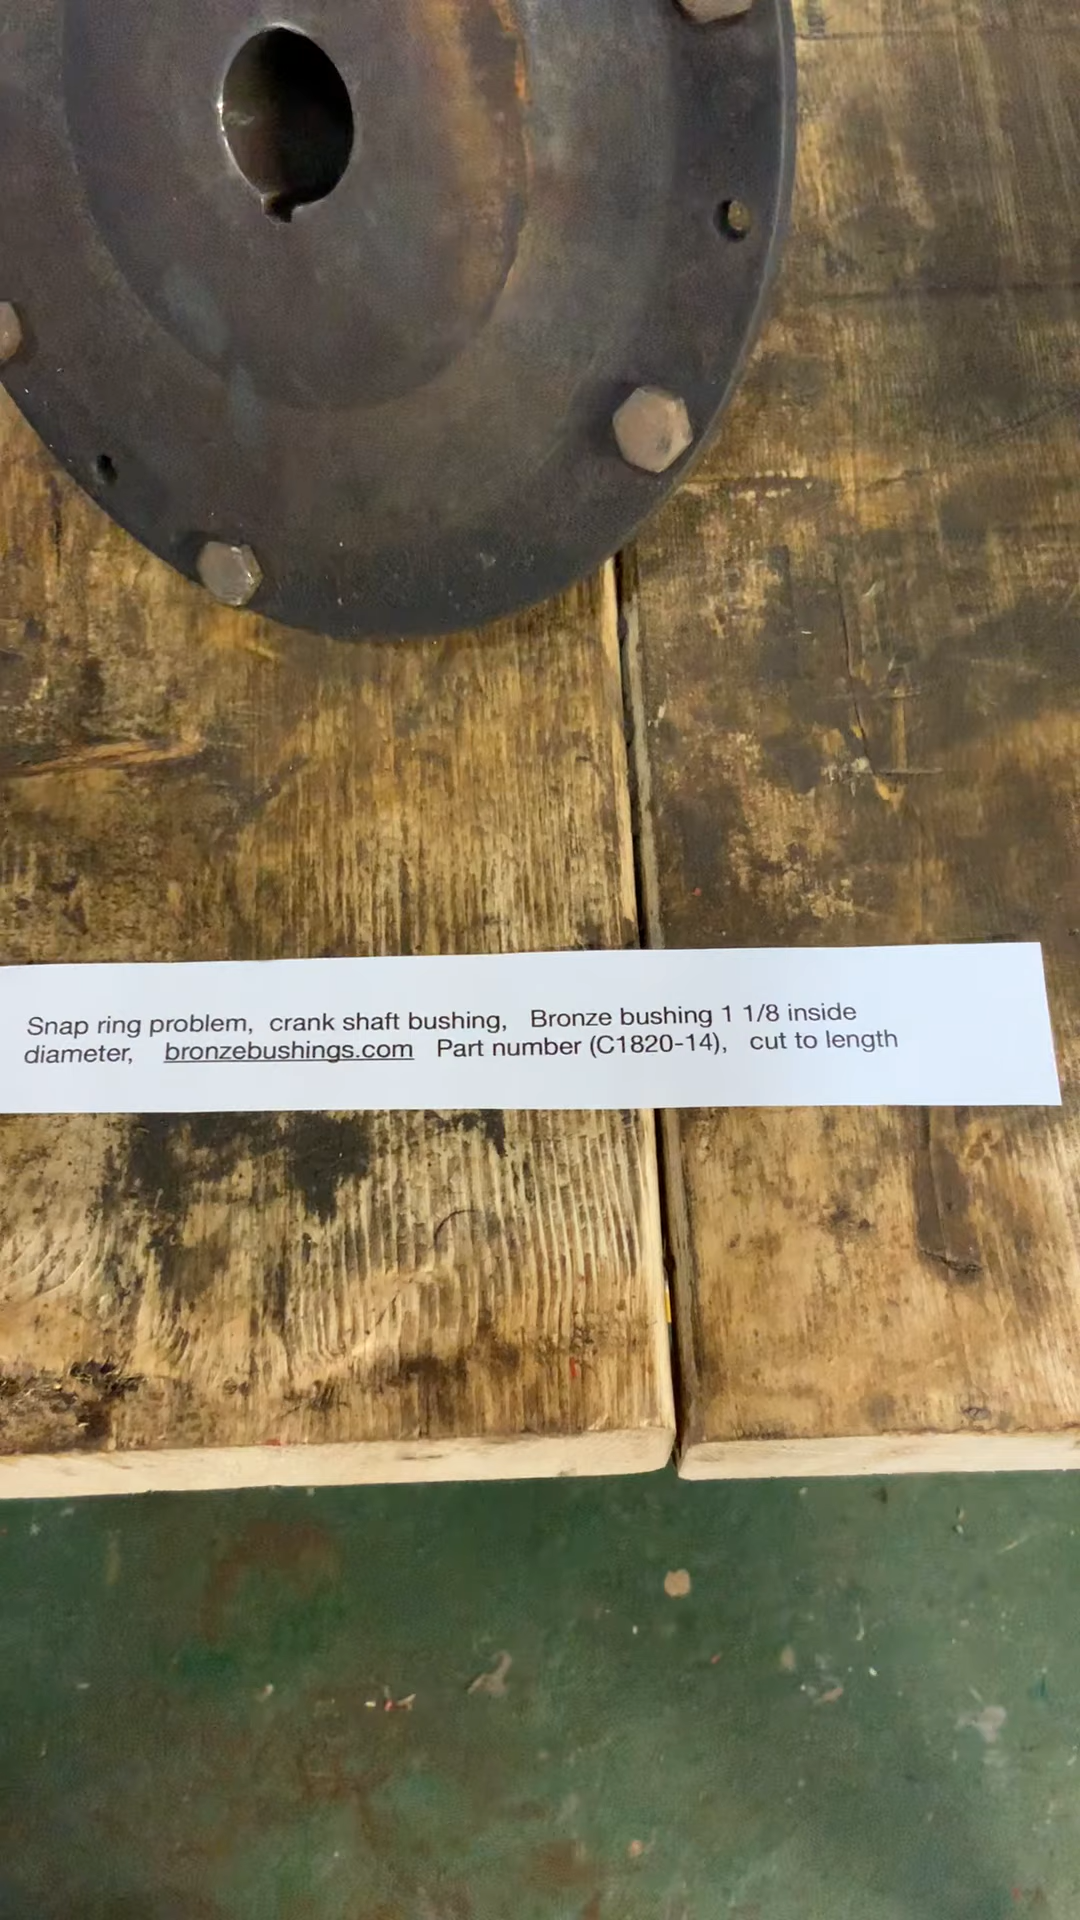 Snap ring problem, crank shaft bushing, Bronze bushing 1 1/8 inside
diameter, bronzebushings.com Part number (C1820-14), cut to length